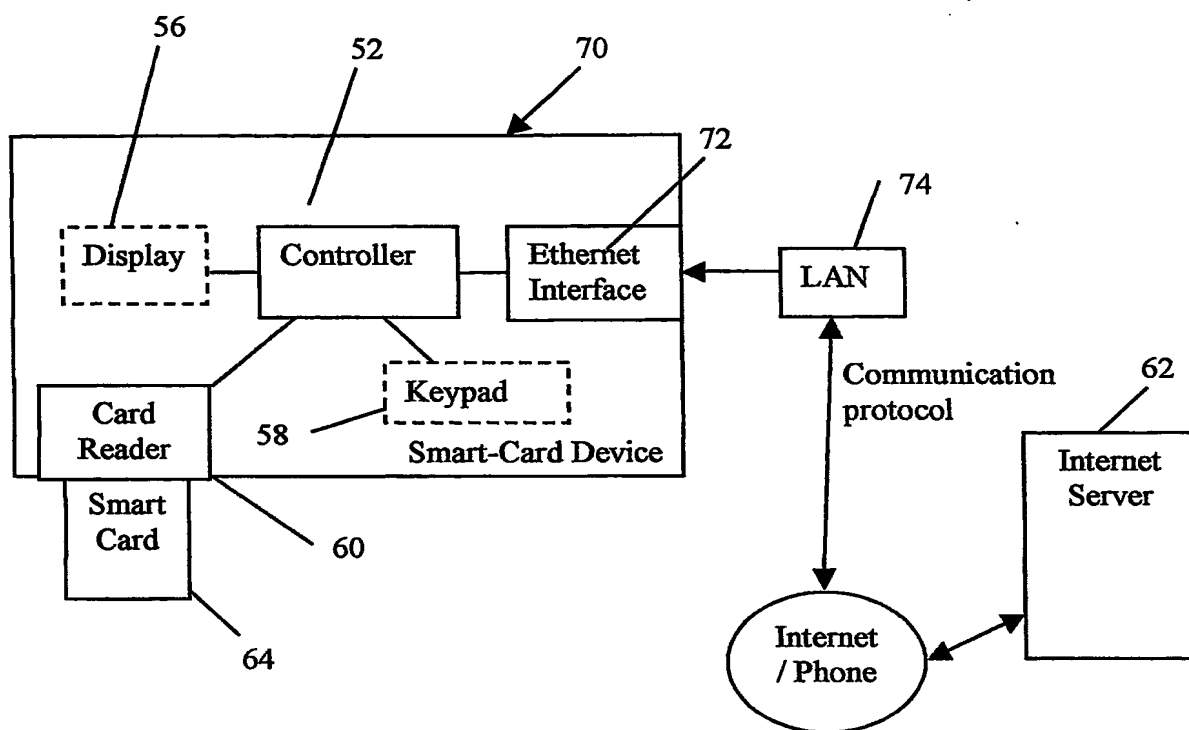 56
52
70
72
74
Display
Controller
Ethernet
Interface
LAN
Communication
protocol
62
Card
Reader
58
Keypad
Smart-Card Device
Internet
Server
Smart
Card
60
64
Internet
/ Phone